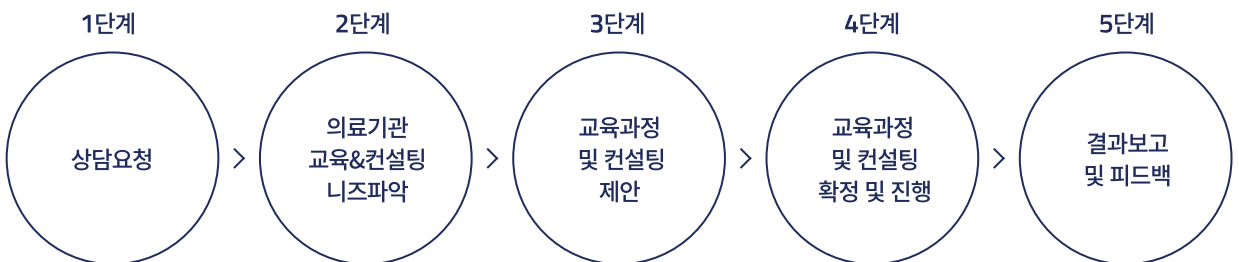 1단계
상담요청
2단계
의료기관
교육&컨설팅
니즈파악
3단계
교육과정
및 컨설팅
제안
4단계
교육과정
및 컨설팅
확정 및 진행
5단계
결과보고
및 피드백